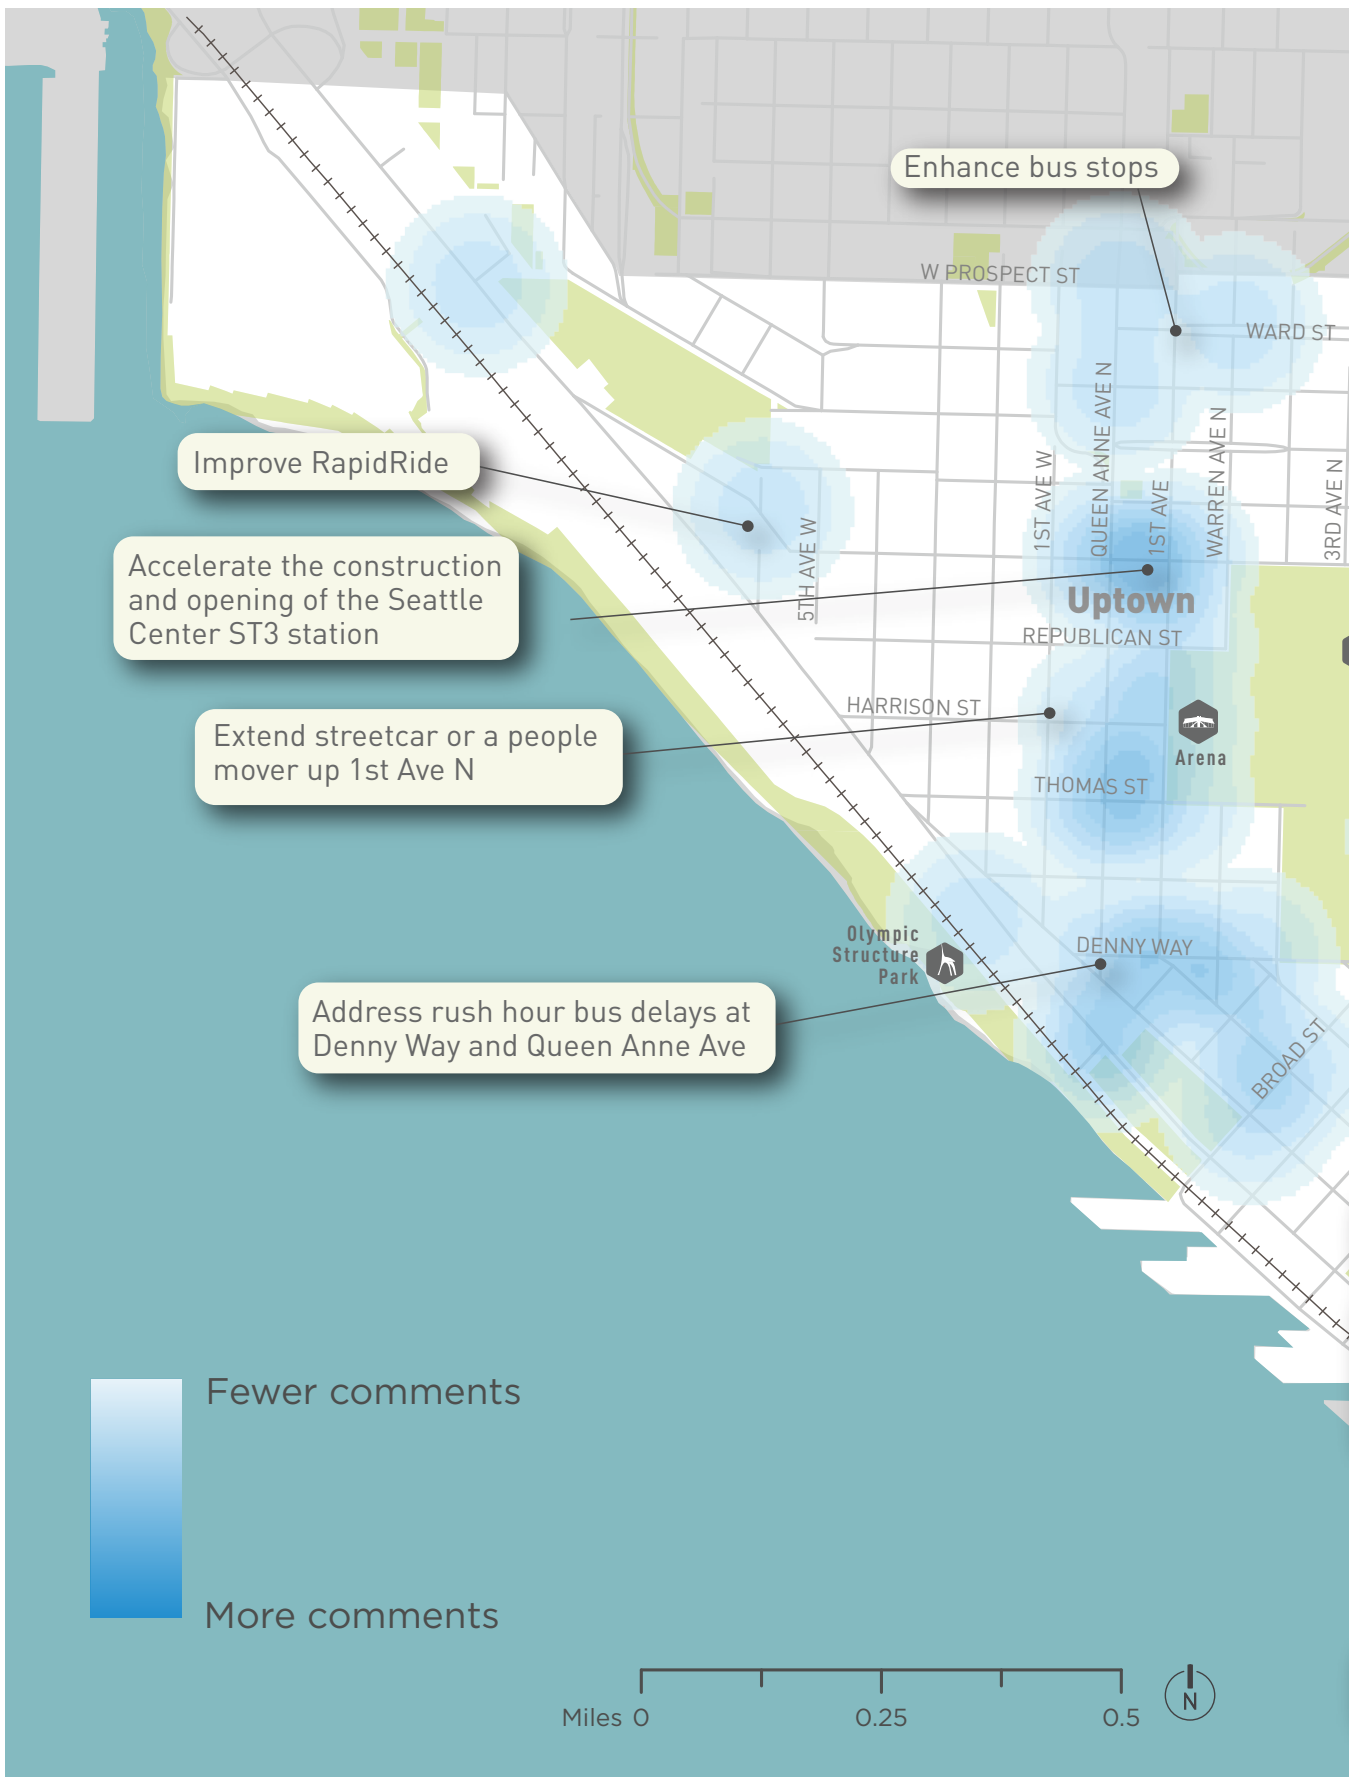 Enhance bus stops
W PROSPECT ST
WARD ST
QUEEN ANNE AVE N
WARREN AVE N
1ST AVE W
1ST AVE
3RD AVE N
Improve RapidRide
5TH AVE W
Accelerate the construction
and opening of the Seattle
Center ST3 station
Uptown
REPUBLICAN ST
HARRISON ST
Extend streetcar or a people
mover up 1st Ave N
Arena
THOMAS ST
Olympic
Structure
Park
DENNY WAY
Address rush hour bus delays at
Denny Way and Queen Anne Ave
BROAD ST
Fewer comments
More comments
Miles 0 0.25 0.5
N